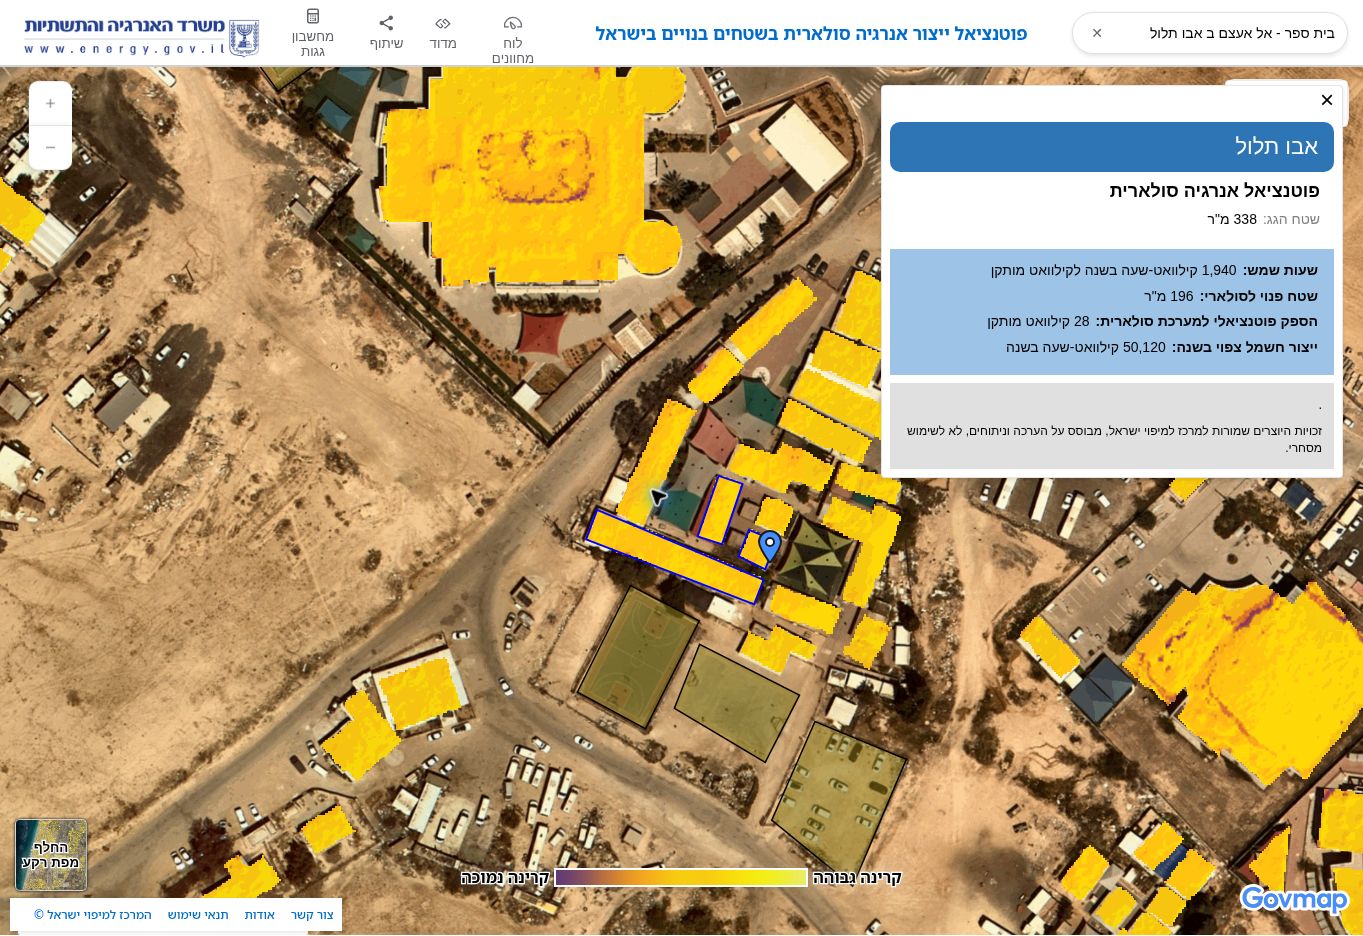 בית ספר - אל אעצם ב אבו תלול
פוטנציאל ייצור אנרגיה סולארית בשטחים בנויים בישראל
לוח
מחוונים
מדוד
שיתוף
מחשבון
גגות
משרד האנרגיה והתשתיות
www.energy.gov.il
אבו תלול
פוטנציאל אנרגיה סולארית
שטח הגג: 338 מ"ר
שעות שמש: 1,940 קילוואט-שעה בשנה לקילוואט מותקן
שטח פנוי לסולארי: 196 מ"ר
הספק פוטנציאלי למערכת סולארית: 28 קילוואט מותקן
ייצור חשמל צפוי בשנה: 50,120 קילוואט-שעה בשנה
.
זכויות היוצרים שמורות למרכז למיפוי ישראל, מבוסס על הערכה וניתוחים, לא לשימוש
מסחרי.
החלף
מפת רקע
קרינה גבוהה
קרינה נמוכה
צור קשר
אודות
תנאי שימוש
המרכז למיפוי ישראל ©
Govmap